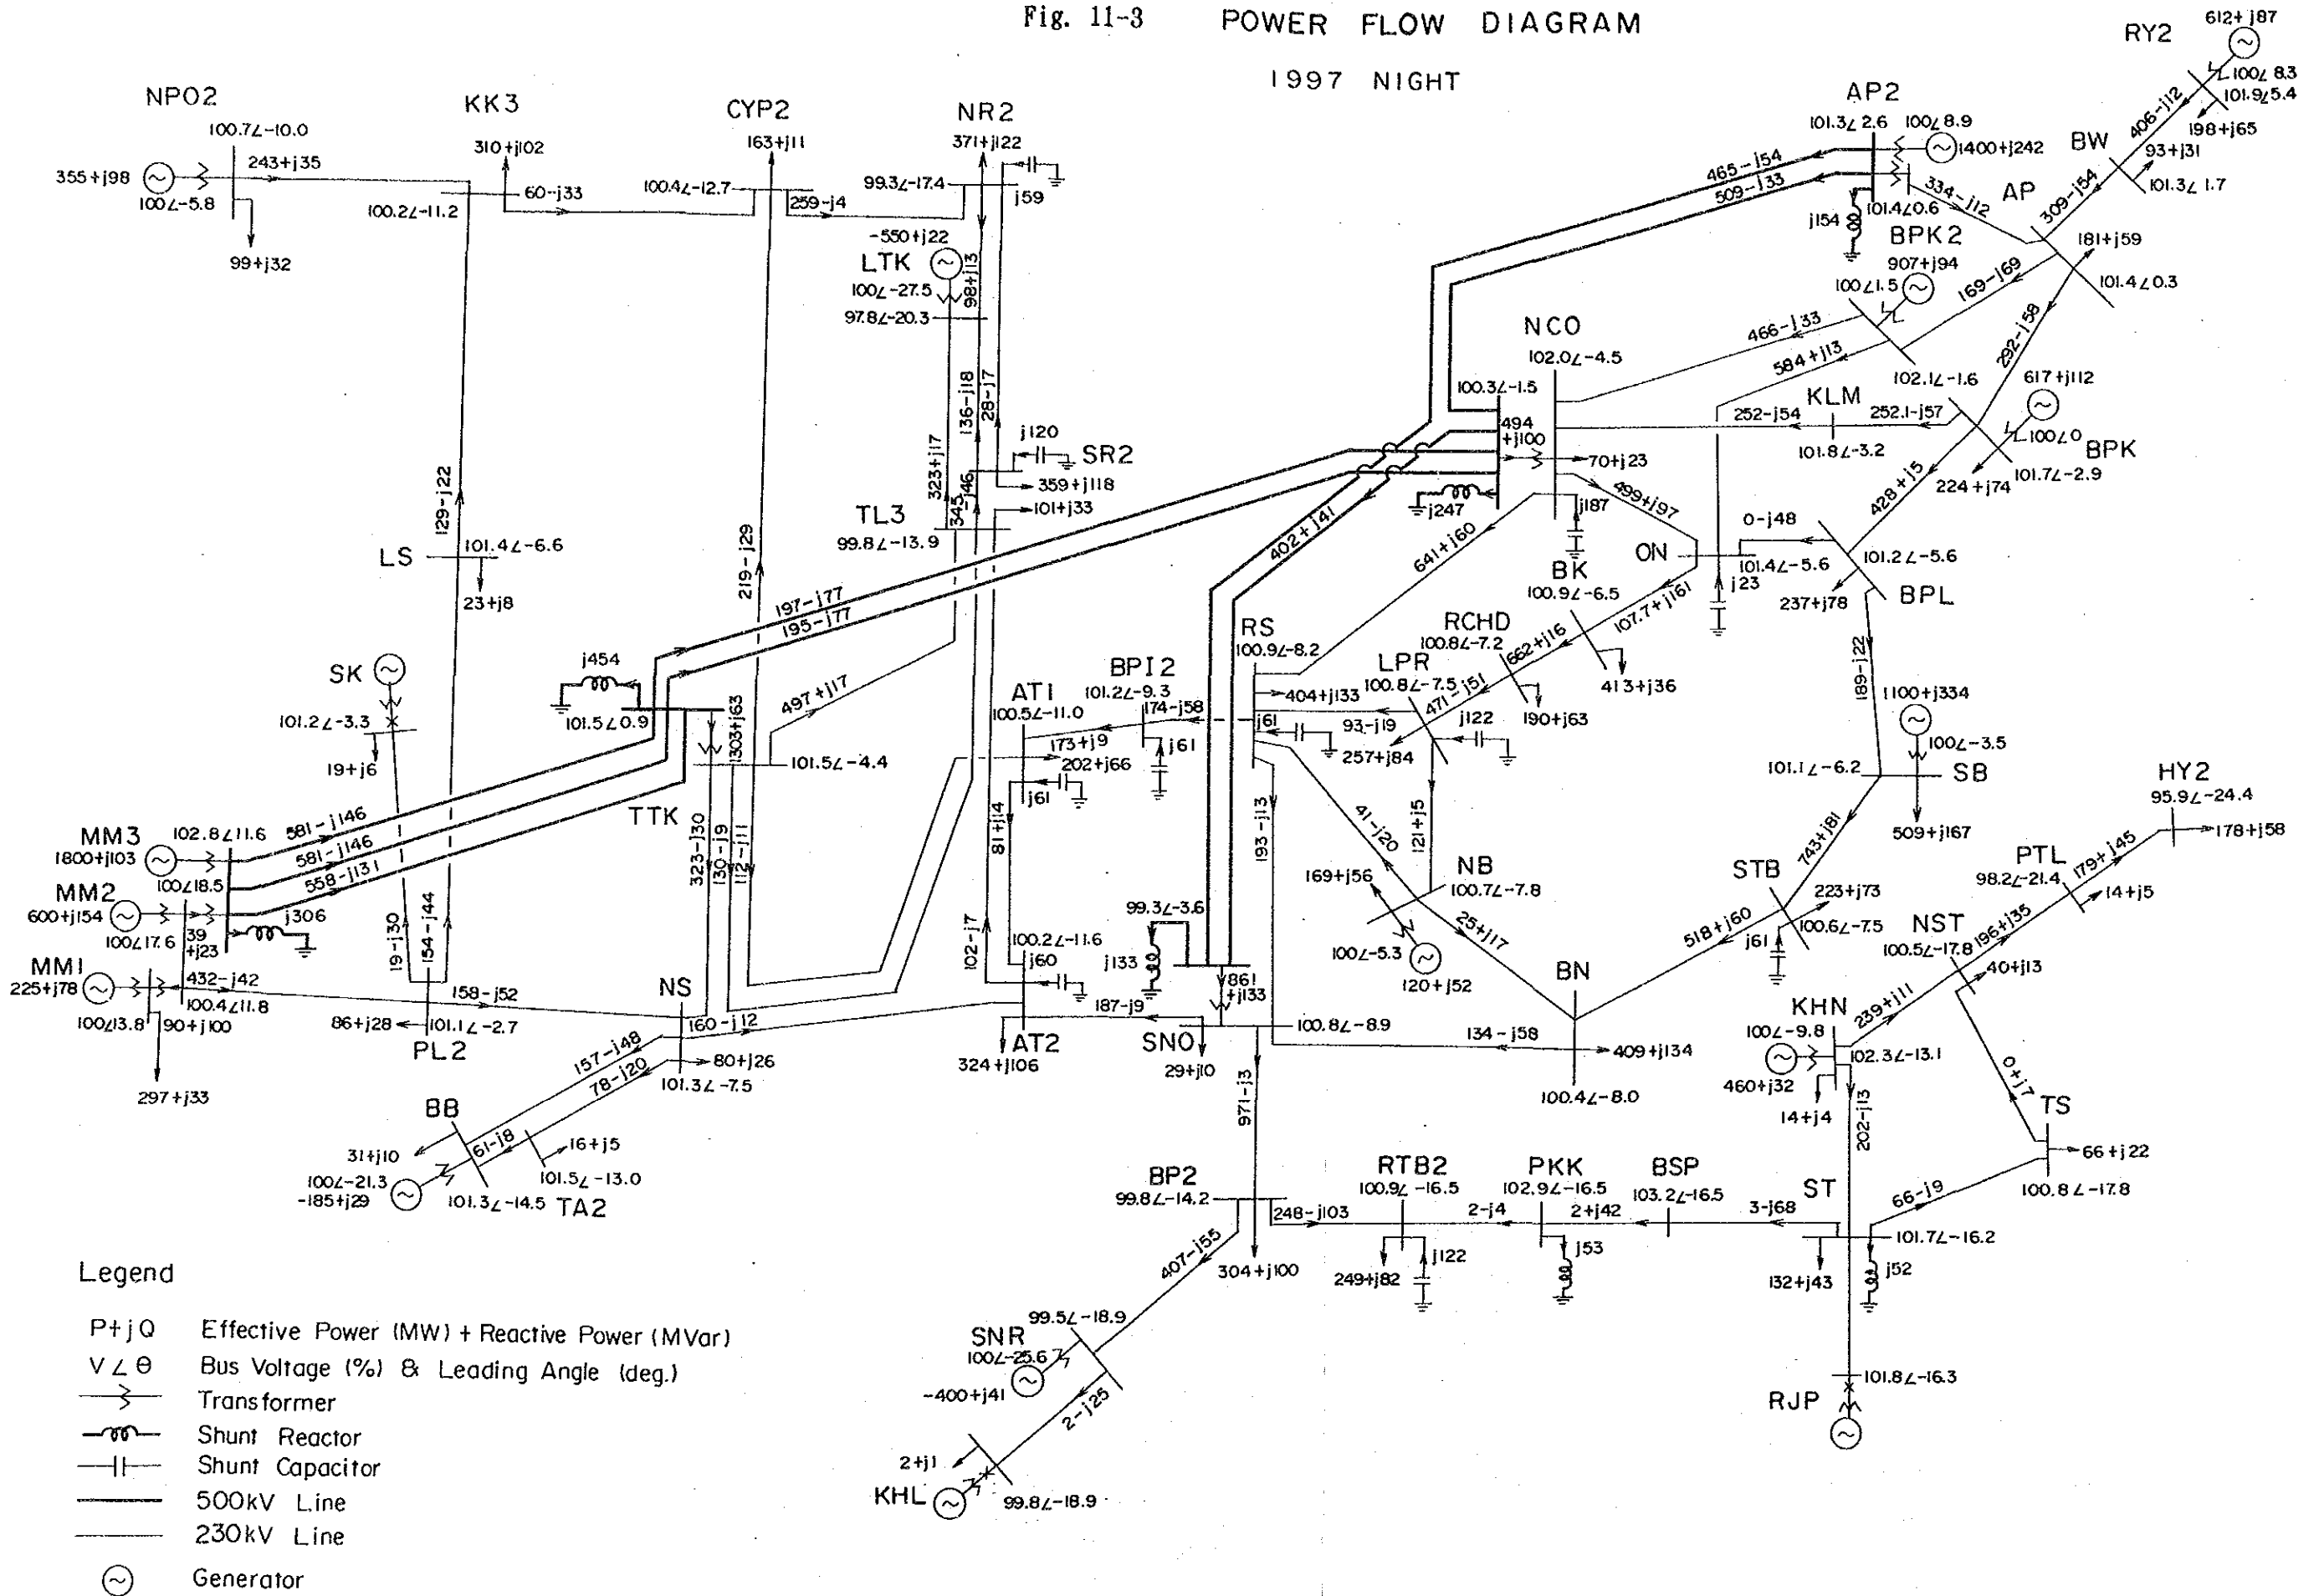 Fig. 11-3 POWER FLOW DIAGRAM
1997 NIGHT
NPO2
100.7∠-10.0
243+j35
355+j98
100∠-5.8
99+j32
KK3
310+j102
60-j33
100.2∠-11.2
CYP2
163+j11
100.4∠-12.7
259-j4
NR2
371+j122
99.3∠-17.4
j59
-550+j22
LTK
100∠-27.5
97.8∠-20.3
98+j13
136-j18
28-j7
323+j17
345
-j46
j120
SR2
359+j118
101+j33
TL3
99.8∠-13.9
129-j22
LS
101.4∠-6.6
23+j8
219-j29
SK
101.2∠-3.3
19+j6
19-j30
154-j44
j454
101.5∠0.9
TTK
1303+j63
497+j17
101.5∠-4.4
323-j30
130-j9
112-j11
197-j77
195-j77
MM3
1800+j103
102.8∠11.6
100∠18.5
581-j146
581-j146
558-j131
MM2
600+j154
100∠17.6
39
+j23
j306
MM1
225+j78
100∠13.8
90+j100
432-j42
100.4∠11.8
297+j33
158-j52
86+j28
101.1∠-2.7
PL2
NS
160-j12
157-j48
78-j20
80+j26
101.3∠-7.5
BB
31+j10
100∠-21.3
-185+j29
61-j8
16+j5
101.5∠-13.0
101.3∠-14.5
TA2
AT1
100.5∠-11.0
173+j9
202+j66
j61
81+j14
102-j7
100.2∠-11.6
j60
187-j9
AT2
324+j106
BPI2
101.2∠-9.3
174-j58
j61
RS
100.9∠-8.2
404+j133
j61
93-j19
641+j60
402+j41
41-j20
193-j13
99.3∠-3.6
j133
861
+j133
SNO
29+j10
100.8∠-8.9
971-j3
134-j58
AP2
101.3∠2.6
100∠8.9
1400+j242
465-j54
509-j33
j154
101.4∠0.6
334-j12
RY2
612+j87
100∠8.3
101.9∠5.4
406-j12
198+j65
BW
93+j31
101.3∠1.7
AP
309-j54
181+j59
101.4∠0.3
169-j69
BPK2
907+j94
100∠1.5
466-j33
584+j13
102.1∠-1.6
292-j58
NCO
102.0∠-4.5
100.3∠-1.5
494
+j100
70+j23
j247
499+j97
j187
KLM
252-j54
252.1-j57
101.8∠-3.2
617+j112
100∠0
BPK
101.7∠-2.9
224+j74
428+j5
0-j48
ON
101.4∠-5.6
j23
101.2∠-5.6
237+j78
BPL
BK
100.9∠-6.5
107.7+j161
413+j36
RCHD
100.8∠-7.2
662+j16
190+j63
LPR
100.8∠-7.5
471-j51
j122
257+j84
121+j5
NB
100.7∠-7.8
169+j56
100∠-5.3
120+j52
25+j17
189-j22
1100+j334
100∠-3.5
101.1∠-6.2
SB
509+j167
743+j81
STB
223+j73
100.6∠-7.5
j61
518+j60
BN
409+j134
100.4∠-8.0
HY2
95.9∠-24.4
178+j58
179+j45
PTL
98.2∠-21.4
14+j5
196+j35
NST
100.5∠-17.8
40+j13
239+j11
KHN
100∠-9.8
102.3∠-13.1
460+j32
14+j4
202-j13
0+j7
TS
66+j22
100.8∠-17.8
66-j9
ST
101.7∠-16.2
132+j43
j52
3-j68
BSP
103.2∠-16.5
2+j42
PKK
102.9∠-16.5
j53
2-j4
RTB2
100.9∠-16.5
j122
249+j82
248-j103
BP2
99.8∠-14.2
304+j100
407-j55
SNR
99.5∠-18.9
100∠-25.6
-400+j41
2-j25
2+j1
KHL
99.8∠-18.9
101.8∠-16.3
RJP
Legend
P+jQ Effective Power (MW) + Reactive Power (MVar)
V∠θ Bus Voltage (%) & Leading Angle (deg.)
Transformer
Shunt Reactor
Shunt Capacitor
500kV Line
230kV Line
Generator